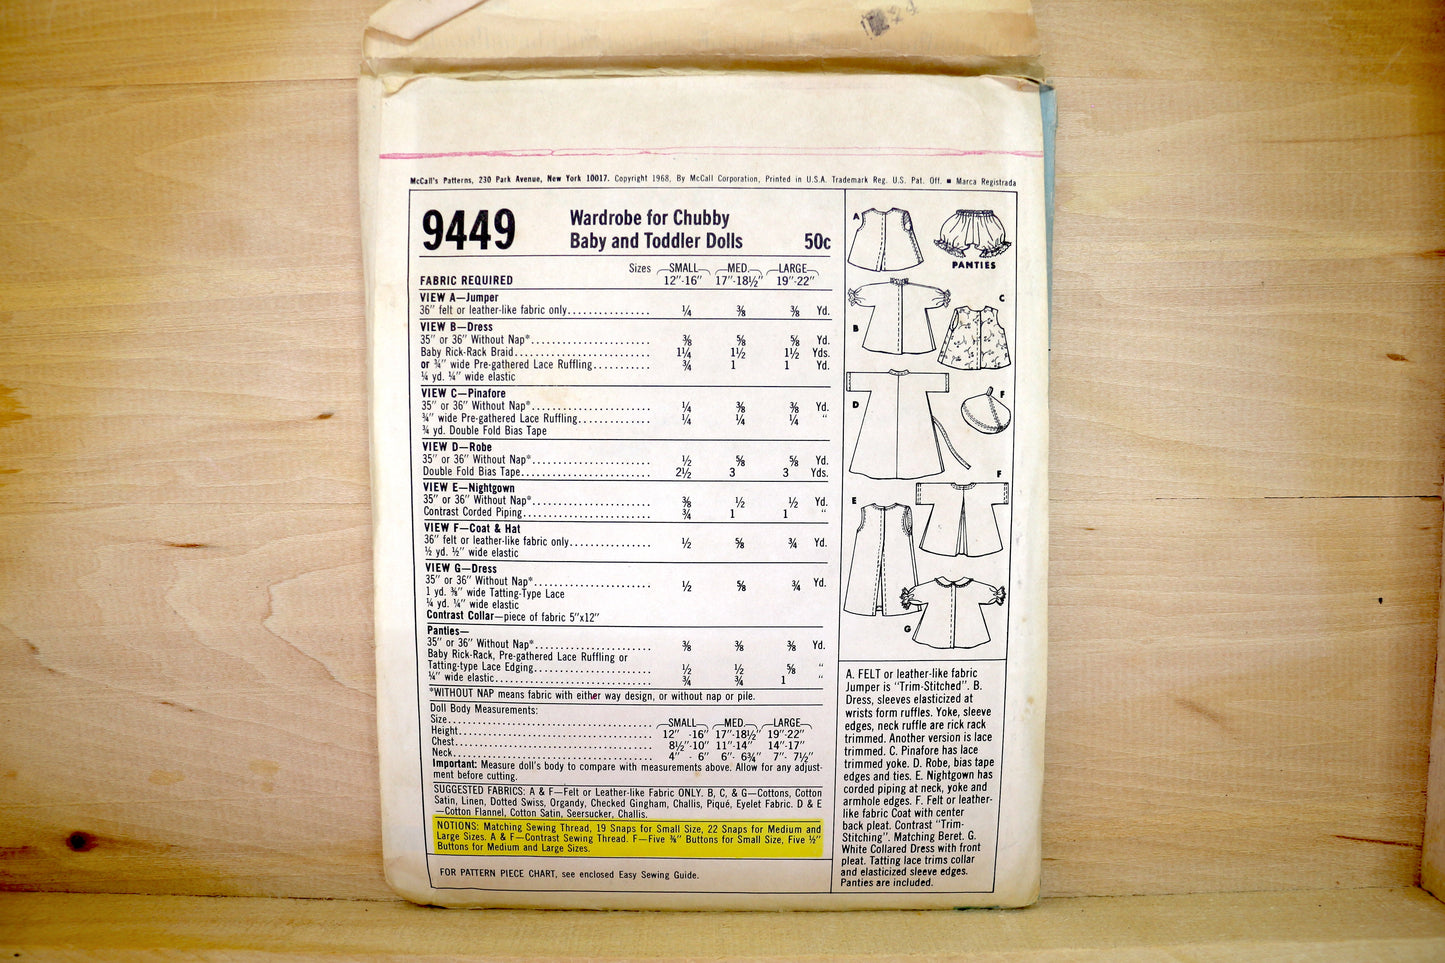 McCall's Patterns, 230 Park Avenue, New York 10017. Copyright 1968, By McCall Corporation, Printed in U.S.A. Trademark Reg. U.S. Pat. Off. ■ Marca Registrada
9449
Wardrobe for Chubby
Baby and Toddler Dolls 50c
Sizes SMALL MED. LARGE
FABRIC REQUIRED 12"-16" 17"-18½" 19"-22"
VIEW A—Jumper
36" felt or leather-like fabric only................ ¼ ⅜ ⅜ Yd.
VIEW B—Dress
35" or 36" Without Nap*....................... ⅜ ⅝ ⅝ Yd.
Baby Rick-Rack Braid.......................... 1¼ 1½ 1½ Yds.
or ¾" wide Pre-gathered Lace Ruffling........... ¾ 1 1 Yd.
¼ yd. ¼" wide elastic
VIEW C—Pinafore
35" or 36" Without Nap*....................... ¼ ⅜ ⅜ Yd.
¾" wide Pre-gathered Lace Ruffling.............. ¼ ¼ ¼ "
¾ yd. Double Fold Bias Tape
VIEW D—Robe
35" or 36" Without Nap*....................... ½ ⅝ ⅝ Yd.
Double Fold Bias Tape......................... 2½ 3 3 Yds.
VIEW E—Nightgown
35" or 36" Without Nap*....................... ⅜ ½ ½ Yd.
Contrast Corded Piping......................... ¾ 1 1 "
VIEW F—Coat & Hat
36" felt or leather-like fabric only................ ½ ⅝ ¾ Yd.
½ yd. ½" wide elastic
VIEW G—Dress
35" or 36" Without Nap*....................... ½ ⅝ ¾ Yd.
1 yd. ⅜" wide Tatting-Type Lace
¼ yd. ¼" wide elastic
Contrast Collar—piece of fabric 5"x12"
Panties—
35" or 36" Without Nap*....................... ⅜ ⅜ ⅜ Yd.
Baby Rick-Rack, Pre-gathered Lace Ruffling or
Tatting-type Lace Edging....................... ½ ½ ⅝ "
¼" wide elastic............................... ¾ ¾ 1 "
*WITHOUT NAP means fabric with either way design, or without nap or pile.
Doll Body Measurements:
Size....................................... SMALL MED. LARGE
Height..................................... 12" -16" 17"-18½" 19"-22"
Chest...................................... 8½"-10" 11"-14" 14"-17"
Neck....................................... 4" - 6" 6"- 6¾" 7"- 7½"
Important: Measure doll's body to compare with measurements above. Allow for any adjust-
ment before cutting.
SUGGESTED FABRICS: A & F—Felt or Leather-like Fabric ONLY. B, C, & G—Cottons, Cotton
Satin, Linen, Dotted Swiss, Organdy, Checked Gingham, Challis, Piqué, Eyelet Fabric. D & E
—Cotton Flannel, Cotton Satin, Seersucker, Challis.
NOTIONS: Matching Sewing Thread, 19 Snaps for Small Size, 22 Snaps for Medium and
Large Sizes. A & F—Contrast Sewing Thread. F—Five ⅜" Buttons for Small Size, Five ½"
Buttons for Medium and Large Sizes.
FOR PATTERN PIECE CHART, see enclosed Easy Sewing Guide.
A
PANTIES
B
C
D
F
F
E
G
A. FELT or leather-like fabric
Jumper is "Trim-Stitched". B.
Dress, sleeves elasticized at
wrists form ruffles. Yoke, sleeve
edges, neck ruffle are rick rack
trimmed. Another version is lace
trimmed. C. Pinafore has lace
trimmed yoke. D. Robe, bias tape
edges and ties. E. Nightgown has
corded piping at neck, yoke and
armhole edges. F. Felt or leather-
like fabric Coat with center
back pleat. Contrast "Trim-
Stitching". Matching Beret. G.
White Collared Dress with front
pleat. Tatting lace trims collar
and elasticized sleeve edges.
Panties are included.